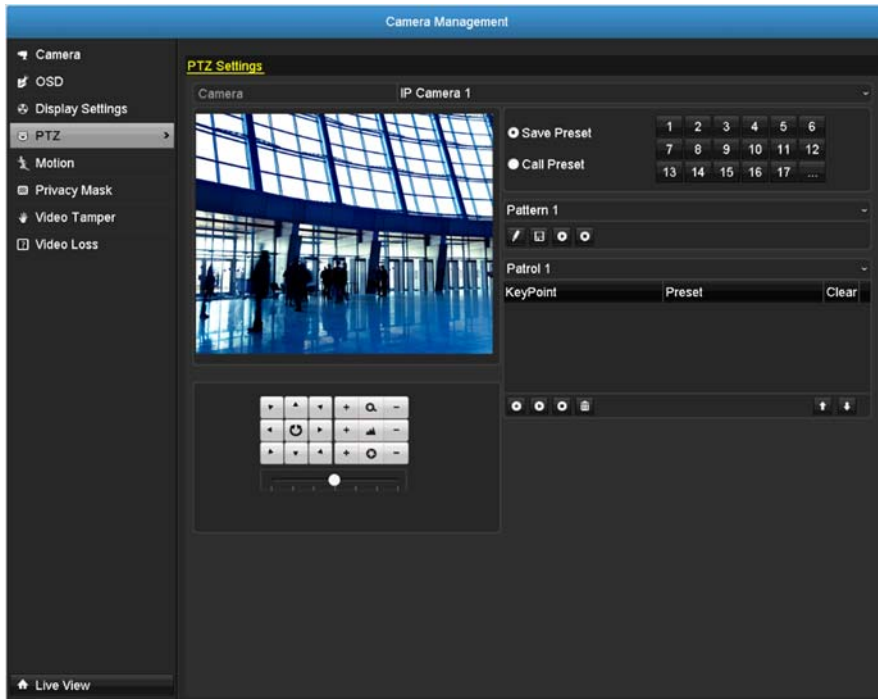 Camera Management
Camera
OSD
Display Settings
PTZ
Motion
Privacy Mask
Video Tamper
Video Loss
Live View
PTZ Settings
Camera IP Camera 1
Save Preset
Call Preset
1 2 3 4 5 6
7 8 9 10 11 12
13 14 15 16 17 ...
Pattern 1
Patrol 1
KeyPoint Preset Clear